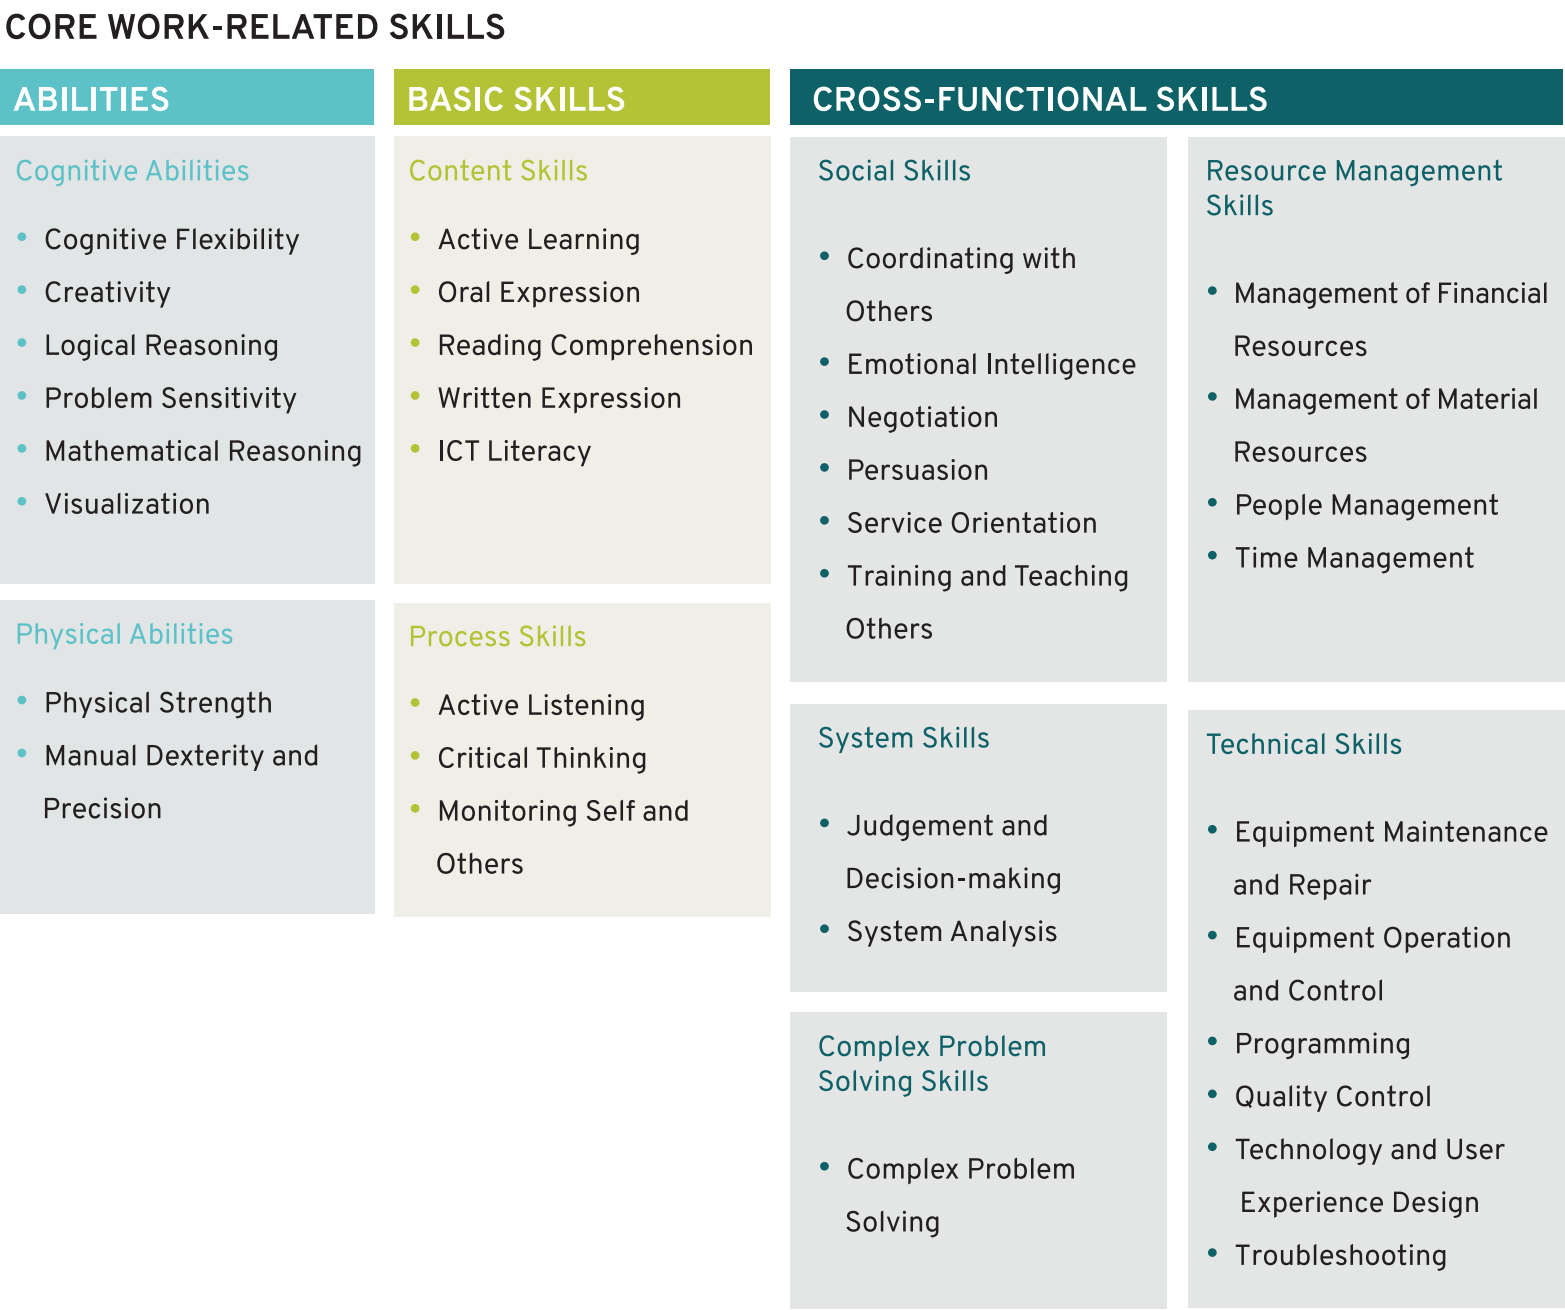 CORE WORK-RELATED SKILLS
ABILITIES
Cognitive Abilities
• Cognitive Flexibility
• Creativity
• Logical Reasoning
• Problem Sensitivity
• Mathematical Reasoning
• Visualization
Physical Abilities
• Physical Strength
• Manual Dexterity and
Precision
BASIC SKILLS
Content Skills
• Active Learning
• Oral Expression
• Reading Comprehension
• Written Expression
• ICT Literacy
Process Skills
• Active Listening
• Critical Thinking
• Monitoring Self and
Others
CROSS-FUNCTIONAL SKILLS
Social Skills
• Coordinating with
Others
• Emotional Intelligence
• Negotiation
• Persuasion
• Service Orientation
• Training and Teaching
Others
System Skills
• Judgement and
Decision-making
• System Analysis
Complex Problem
Solving Skills
• Complex Problem
Solving
Resource Management
Skills
• Management of Financial
Resources
• Management of Material
Resources
• People Management
• Time Management
Technical Skills
• Equipment Maintenance
and Repair
• Equipment Operation
and Control
• Programming
• Quality Control
• Technology and User
Experience Design
• Troubleshooting